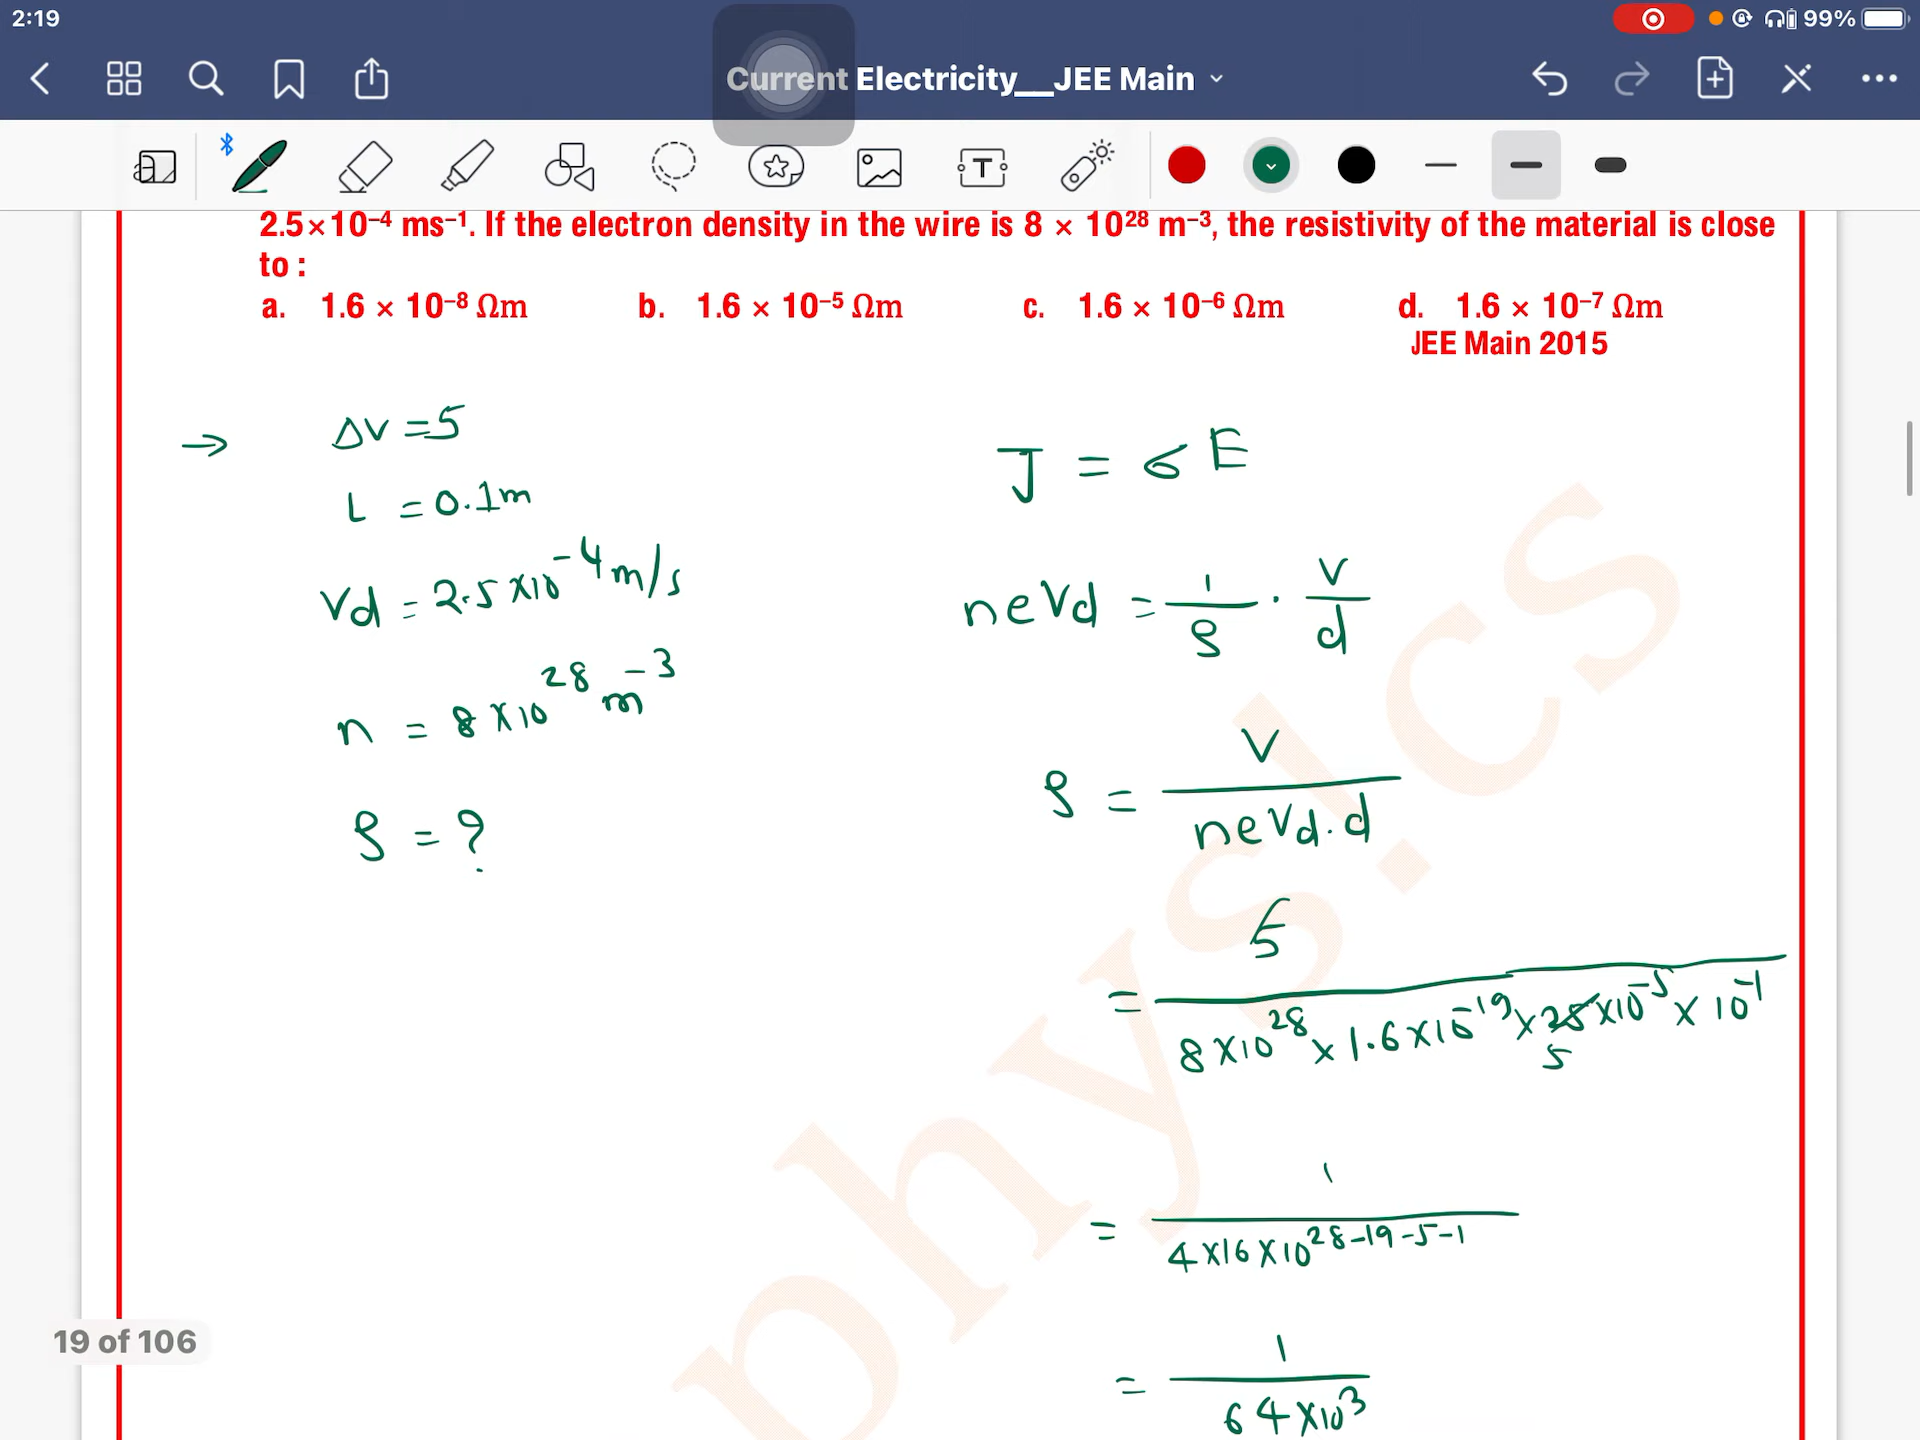 2:19
99%
Current Electricity__JEE Main
2.5×10⁻⁴ ms⁻¹. If the electron density in the wire is 8 × 10²⁸ m⁻³, the resistivity of the material is close
to :
a. 1.6 × 10⁻⁸ Ωm b. 1.6 × 10⁻⁵ Ωm c. 1.6 × 10⁻⁶ Ωm d. 1.6 × 10⁻⁷ Ωm
JEE Main 2015
→ ΔV = 5
L = 0.1m
Vd = 2.5 × 10⁻⁴ m/s
n = 8 × 10²⁸ m⁻³
ρ = ?
J = σ E
neVd = 1/ρ · V/d
ρ = V / neVd.d
= 5 / 8×10²⁸ × 1.6×10⁻¹⁹ × 25×10⁻⁵ × 10⁻¹
5
= 1 / 4×16×10²⁸⁻¹⁹⁻⁵⁻¹
= 1 / 64×10³
phys!cs
19 of 106